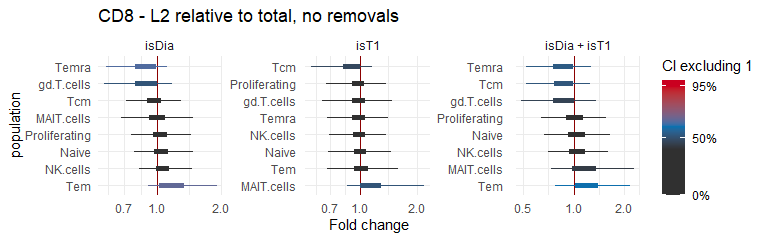 CD8 - L2 relative to total, no removals
isDia
isT1
isDia + isT1
population
Temra
gd.T.cells
Tcm
MAIT.cells
Proliferating
Naive
NK.cells
Tem
0.7
1.0
2.0
Tcm
Proliferating
gd.T.cells
Temra
NK.cells
Naive
Tem
MAIT.cells
0.7
1.0
2.0
Temra
Tcm
gd.T.cells
Proliferating
Naive
NK.cells
MAIT.cells
Tem
0.5
1.0
2.0
Fold change
CI excluding 1
95%
50%
0%